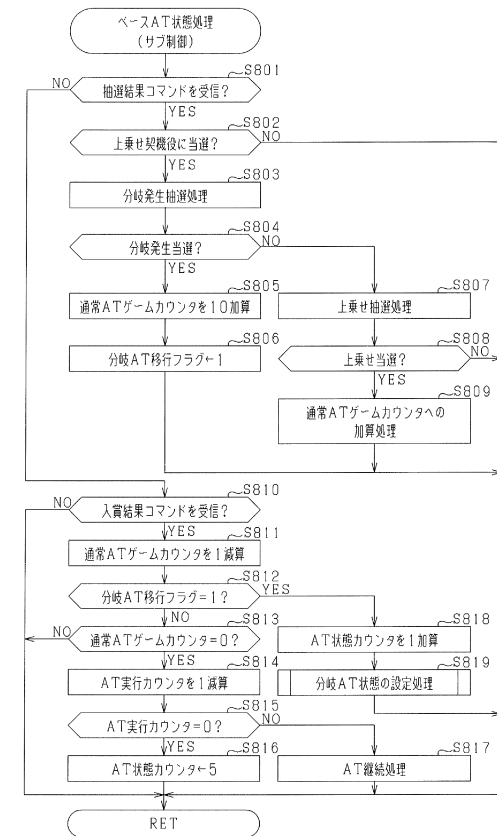 ベースAT状態処理
(サブ制御)
S801
抽選結果コマンドを受信?
NO
YES
S802
上乗せ契機役に当選?
NO
YES
S803
分岐発生抽選処理
S804
分岐発生当選?
NO
YES
S805
通常ATゲームカウンタを10加算
S807
上乗せ抽選処理
S806
分岐AT移行フラグ←1
S808
上乗せ当選?
NO
YES
S809
通常ATゲームカウンタへの
加算処理
S810
入賞結果コマンドを受信?
NO
YES
S811
通常ATゲームカウンタを1減算
S812
分岐AT移行フラグ=1?
YES
NO
S813
通常ATゲームカウンタ=0?
NO
YES
S818
AT状態カウンタを1加算
S814
AT実行カウンタを1減算
S819
分岐AT状態の設定処理
S815
AT実行カウンタ=0?
NO
YES
S816
AT状態カウンタ←5
S817
AT継続処理
RET